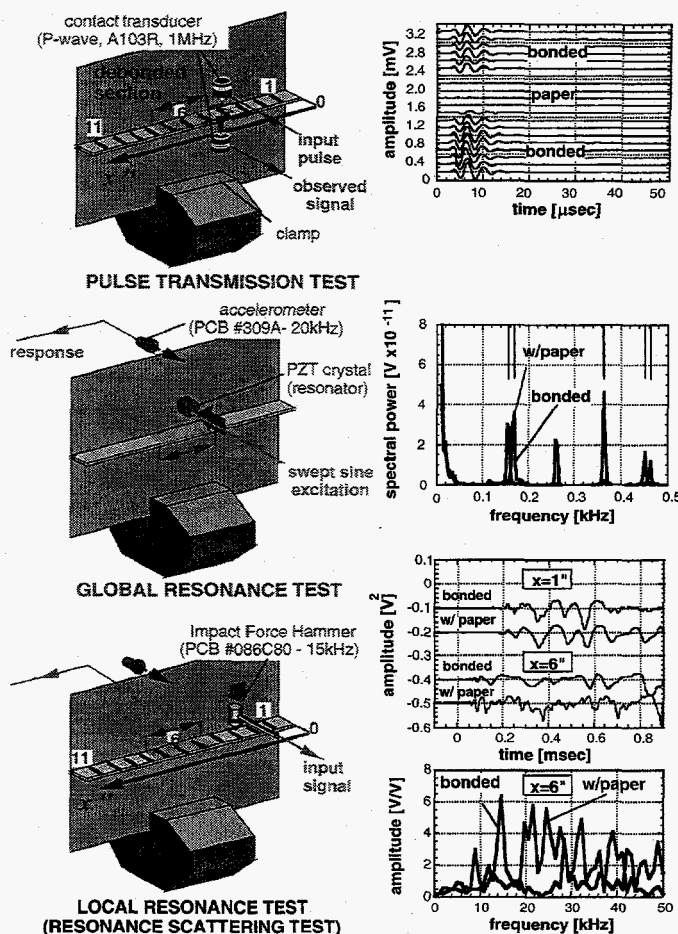 contact transducer
(P-wave, A103R, 1MHz)
debonded
section
1
0
6
11
x "
input
pulse
observed
signal
clamp
PULSE TRANSMISSION TEST
amplitude [mV]
3.2
2.8
2.4
2.0
1.6
1.2
0.8
0.4
0
bonded
paper
bonded
0 10 20 30 40 50
time [µsec]
accelerometer
(PCB #309A- 20kHz)
response
PZT crystal
(resonator)
swept sine
excitation
GLOBAL RESONANCE TEST
spectral power [V x10 -11]
8
6
4
2
0
w/paper
bonded
0 0.1 0.2 0.3 0.4 0.5
frequency [kHz]
Impact Force Hammer
(PCB #086C80 - 15kHz)
1
0
6
11
x "
input
signal
LOCAL RESONANCE TEST
(RESONANCE SCATTERING TEST)
amplitude [V]2
0.1
0
-0.1
-0.2
-0.3
-0.4
-0.5
-0.6
x=1"
bonded
w/ paper
x=6"
bonded
w/ paper
0 0.2 0.4 0.6 0.8
time [msec]
amplitude [V/V]
8
6
4
2
0
bonded
x=6"
w/paper
0 10 20 30 40 50
frequency [kHz]